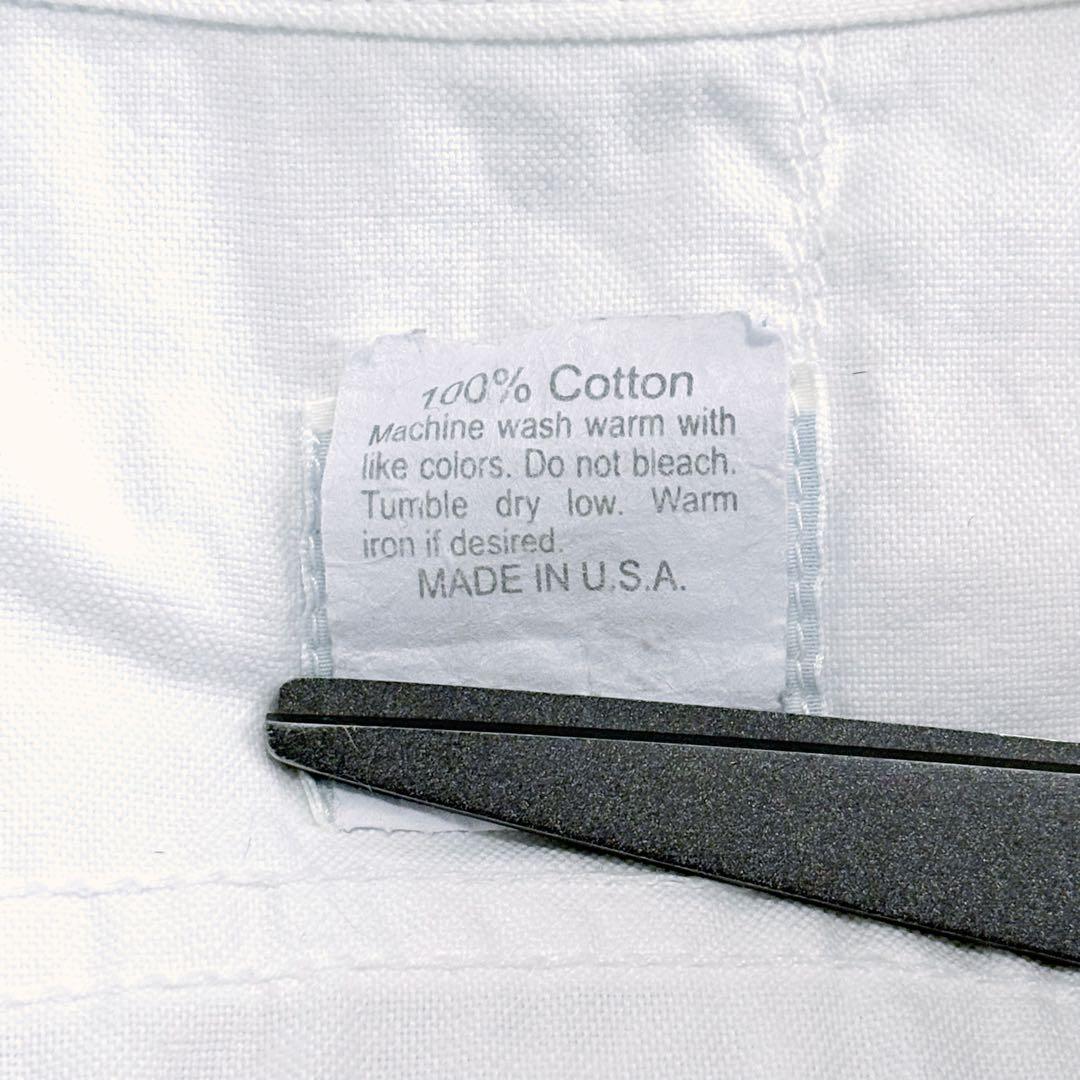 100% Cotton
Machine wash warm with
like colors. Do not bleach.
Tumble dry low. Warm
iron if desired.
MADE IN U.S.A.